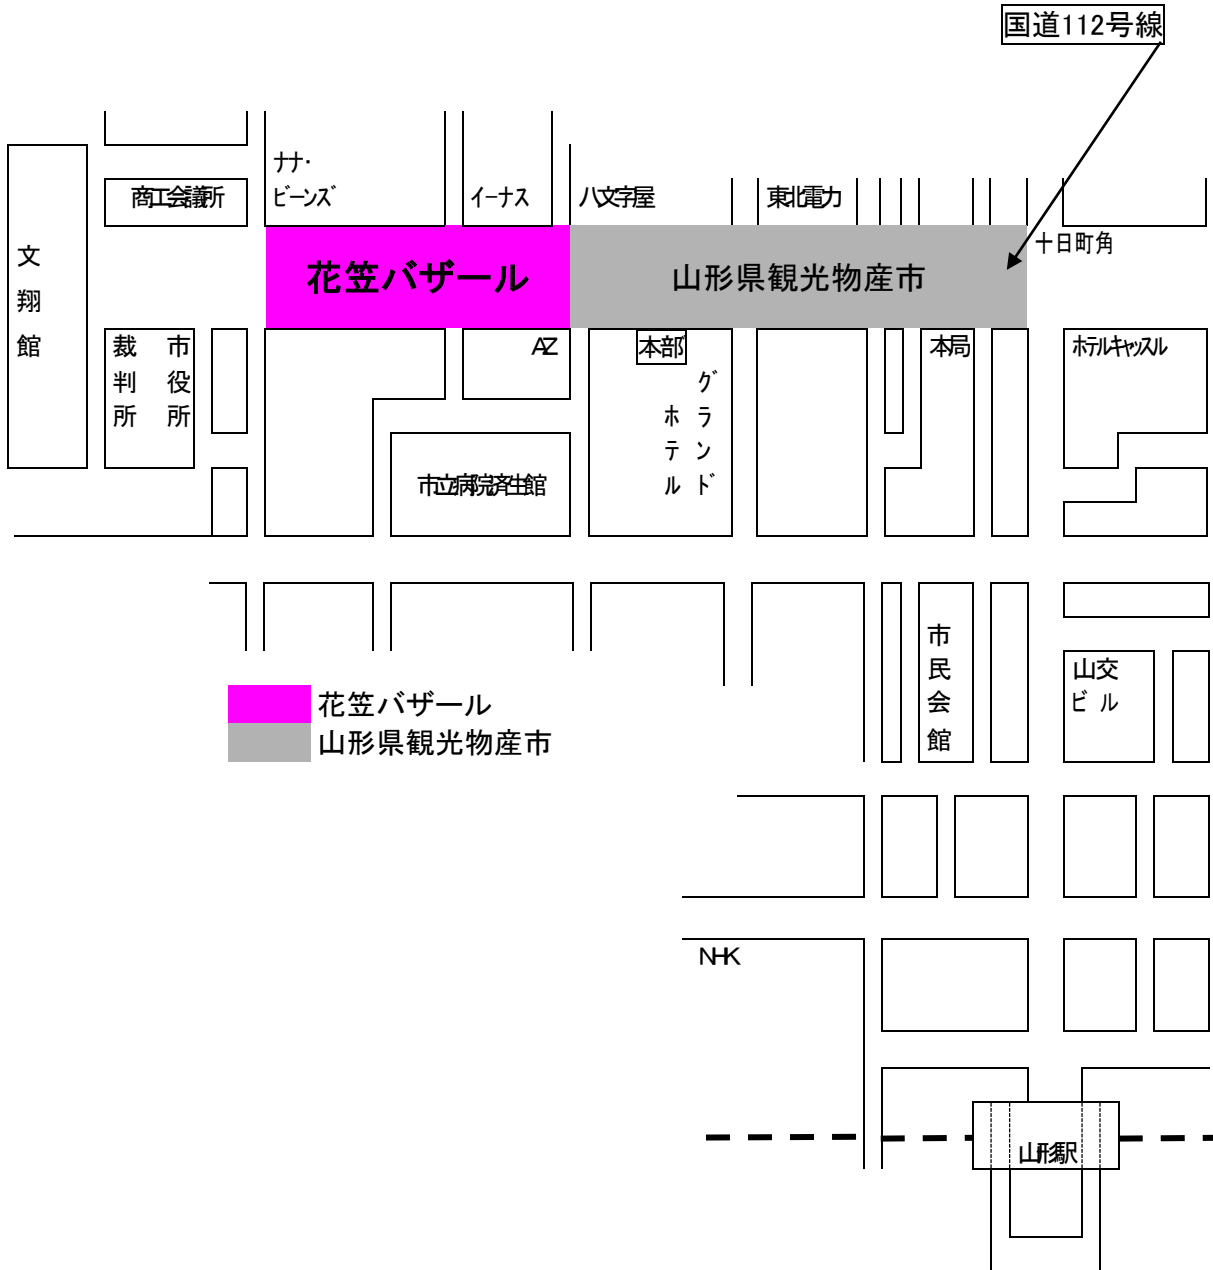 国道112号線
ナナ・
ビーンズ
商工会議所
イーナス
八文字屋
東北電力
十日町角
文翔館
花笠バザール
山形県観光物産市
裁判所
市役所
AZ
本部
グランド
ホテル
本局
ホテルキャッスル
市立病院済生館
市民会館
山交
ビル
花笠バザール
山形県観光物産市
NHK
山形駅